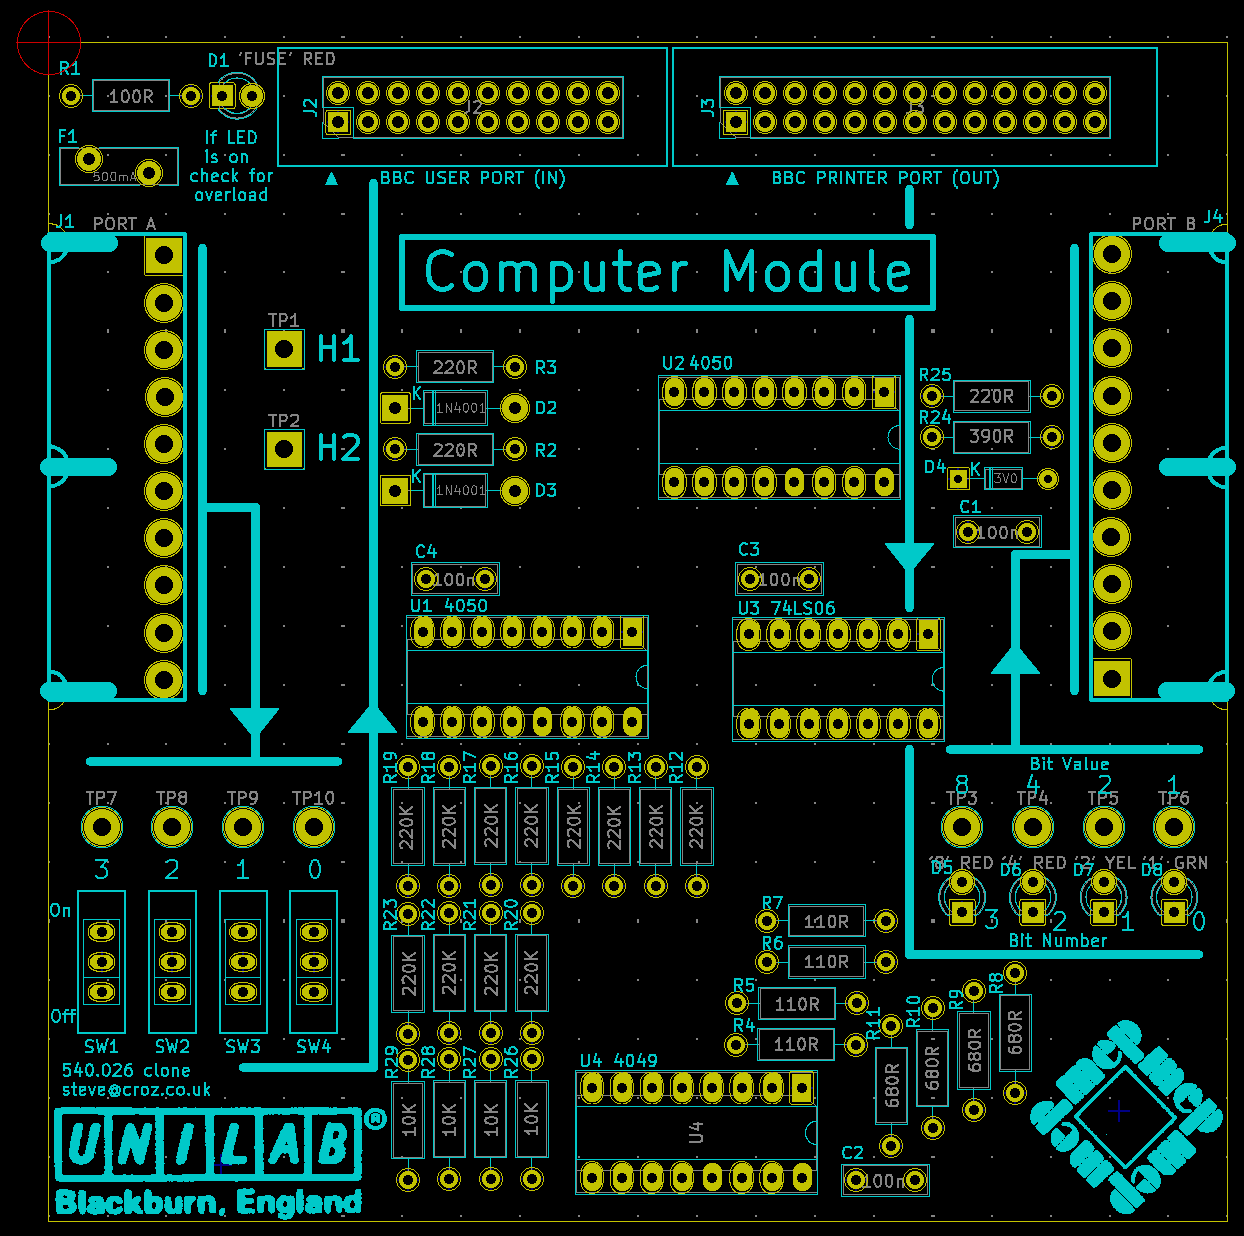 D1 'FUSE' RED
R1
100R
J2
J2
J3
J3
F1
500mA
If LED
is on
check for
overload
BBC USER PORT (IN)
BBC PRINTER PORT (OUT)
J1
PORT A
PORT B
J4
Computer Module
TP1
H1
TP2
H2
220R
R3
K
1N4001
D2
220R
R2
K
1N4001
D3
U2 4050
R25
220R
R24
390R
D4
K
3V0
C1
100n
C4
100n
C3
100n
U1 4050
U3 74LS06
R19
R18
R17
R16
R15
R14
R13
R12
220K
220K
220K
220K
220K
220K
220K
220K
Bit Value
8
4
2
1
TP7
TP8
TP9
TP10
TP3
TP4
TP5
TP6
3
2
1
0
'8' RED
'4' RED
'2' YEL
'1' GRN
D5
D6
D7
D8
3
2
1
0
Bit Number
On
Off
SW1
SW2
SW3
SW4
R23
R22
R21
R20
220K
220K
220K
220K
R7
110R
R6
110R
R5
110R
R4
110R
R11
R10
R9
R8
680R
680R
680R
680R
R29
R28
R27
R26
10K
10K
10K
10K
U4 4049
U4
C2
100n
540.026 clone
steve@croz.co.uk
UNILAB
Blackburn, England